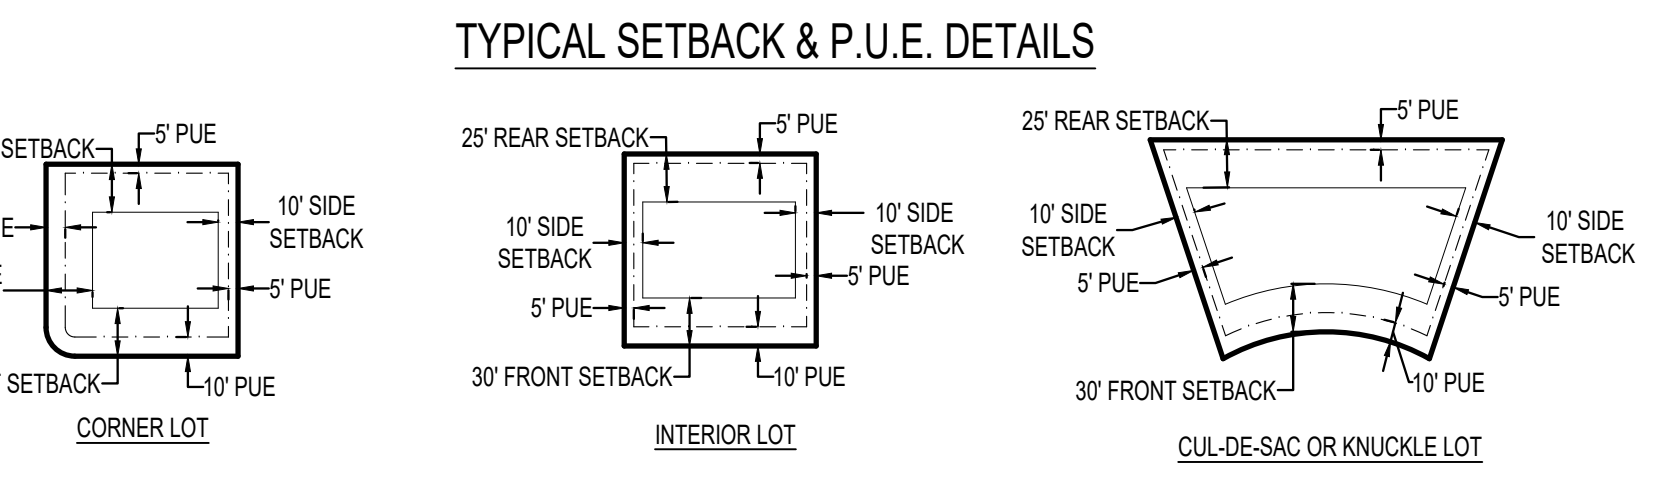 TYPICAL SETBACK & P.U.E. DETAILS
SETBACK
5' PUE
10' SIDE
SETBACK
E
5' PUE
SETBACK
10' PUE
CORNER LOT
25' REAR SETBACK
5' PUE
10' SIDE
SETBACK
10' SIDE
SETBACK
5' PUE
5' PUE
30' FRONT SETBACK
10' PUE
INTERIOR LOT
25' REAR SETBACK
5' PUE
10' SIDE
SETBACK
10' SIDE
SETBACK
5' PUE
5' PUE
30' FRONT SETBACK
10' PUE
CUL-DE-SAC OR KNUCKLE LOT